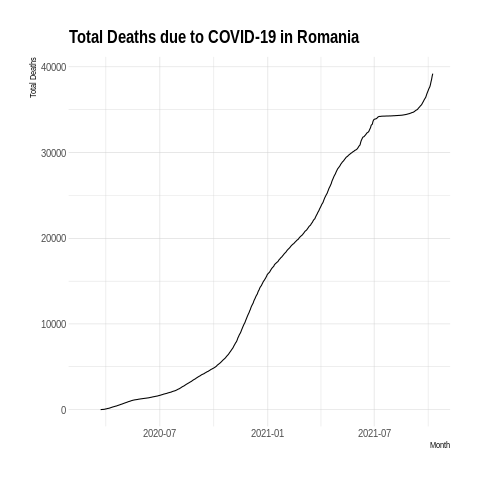 Total Deaths due to COVID-19 in Romania
Total Deaths
40000
30000
20000
10000
0
2020-07 2021-01 2021-07
Month